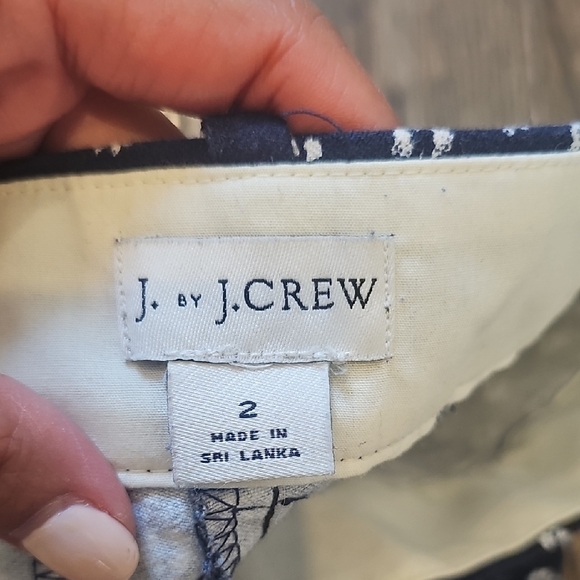 J. BY J.CREW
2
MADE IN
SRI LANKA